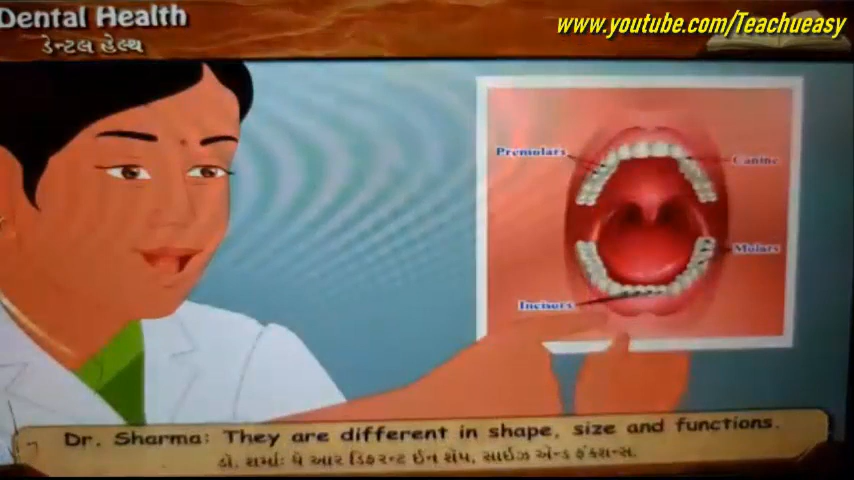 Dental Health
www.youtube.com/Teachueasy
ડેન્ટલ હેલ્થ
Premolars
Canine
Molars
Incisors
Dr. Sharma: They are different in shape, size and functions.
ડૉ. શર્માઃ ધે આર ડિફરન્ટ ઈન શૅપ, સાઈઝ ઍન્ડ ફંક્શન્સ.